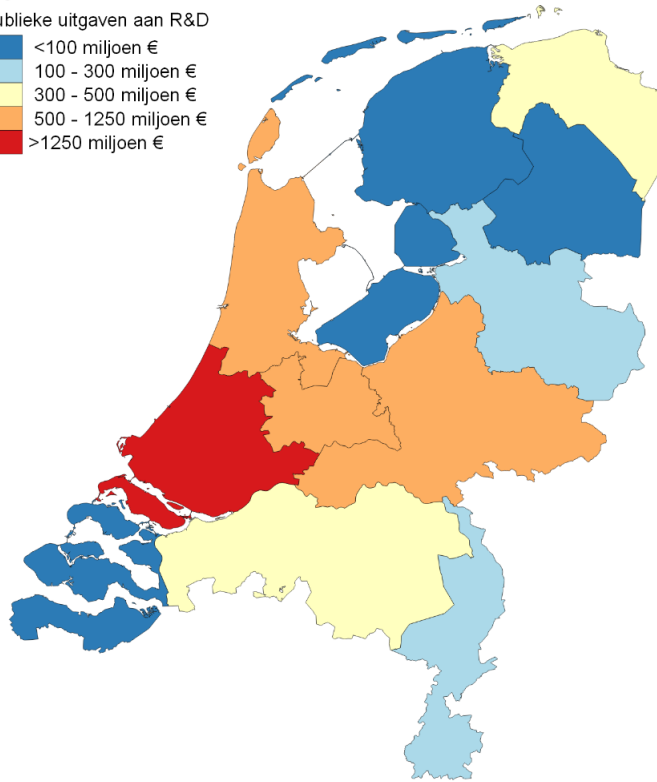 ublieke uitgaven aan R&D
<100 miljoen €
100 - 300 miljoen €
300 - 500 miljoen €
500 - 1250 miljoen €
>1250 miljoen €